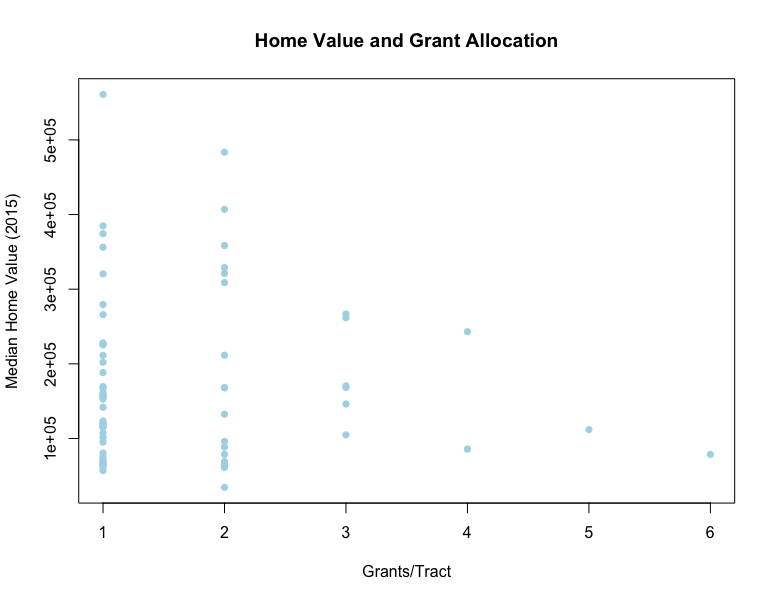 Home Value and Grant Allocation
5e+05
4e+05
3e+05
2e+05
1e+05
Median Home Value (2015)
1 2 3 4 5 6
Grants/Tract